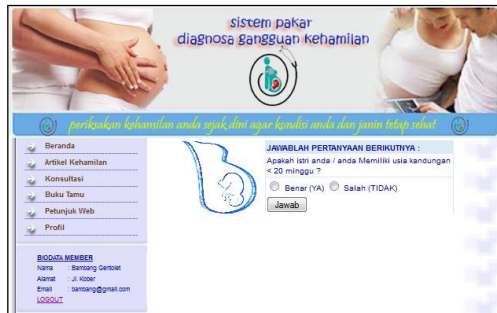 sistem pakar
diagnosa gangguan kehamilan
periksakan kehamilan anda sejak dini agar kondisi anda dan janin tetap sehat
Beranda
Artikel Kehamilan
Konsultasi
Buku Tamu
Petunjuk Web
Profil
BIODATA MEMBER
Nama : Bambang Gentolet
Alamat : Jl. Kober
Email : bambang@gmail.com
LOGOUT
JAWABLAH PERTANYAAN BERIKUTNYA :
Apakah istri anda / anda Memiliki usia kandungan
< 20 minggu ?
Benar (YA) Salah (TIDAK)
Jawab